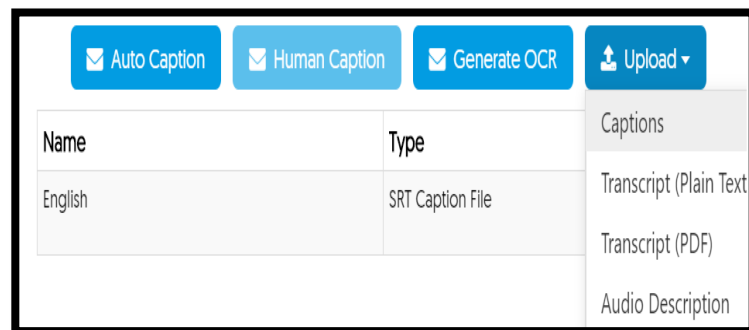 Auto Caption Human Caption Generate OCR Upload
Captions
Name Type
Transcript (Plain Text
English SRT Caption File
Transcript (PDF)
Audio Description